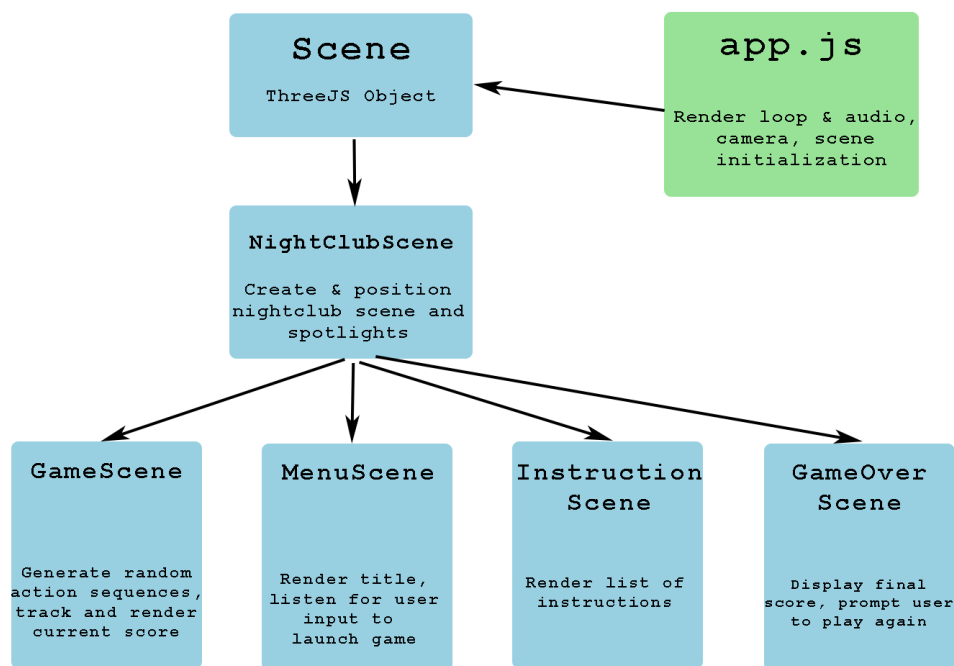 Scene
ThreeJS Object
app.js
Render loop & audio,
camera, scene
initialization
NightClubScene
Create & position
nightclub scene and
spotlights
GameScene
Generate random
action sequences,
track and render
current score
MenuScene
Render title,
listen for user
input to
launch game
Instruction
Scene
Render list of
instructions
GameOver
Scene
Display final
score, prompt user
to play again